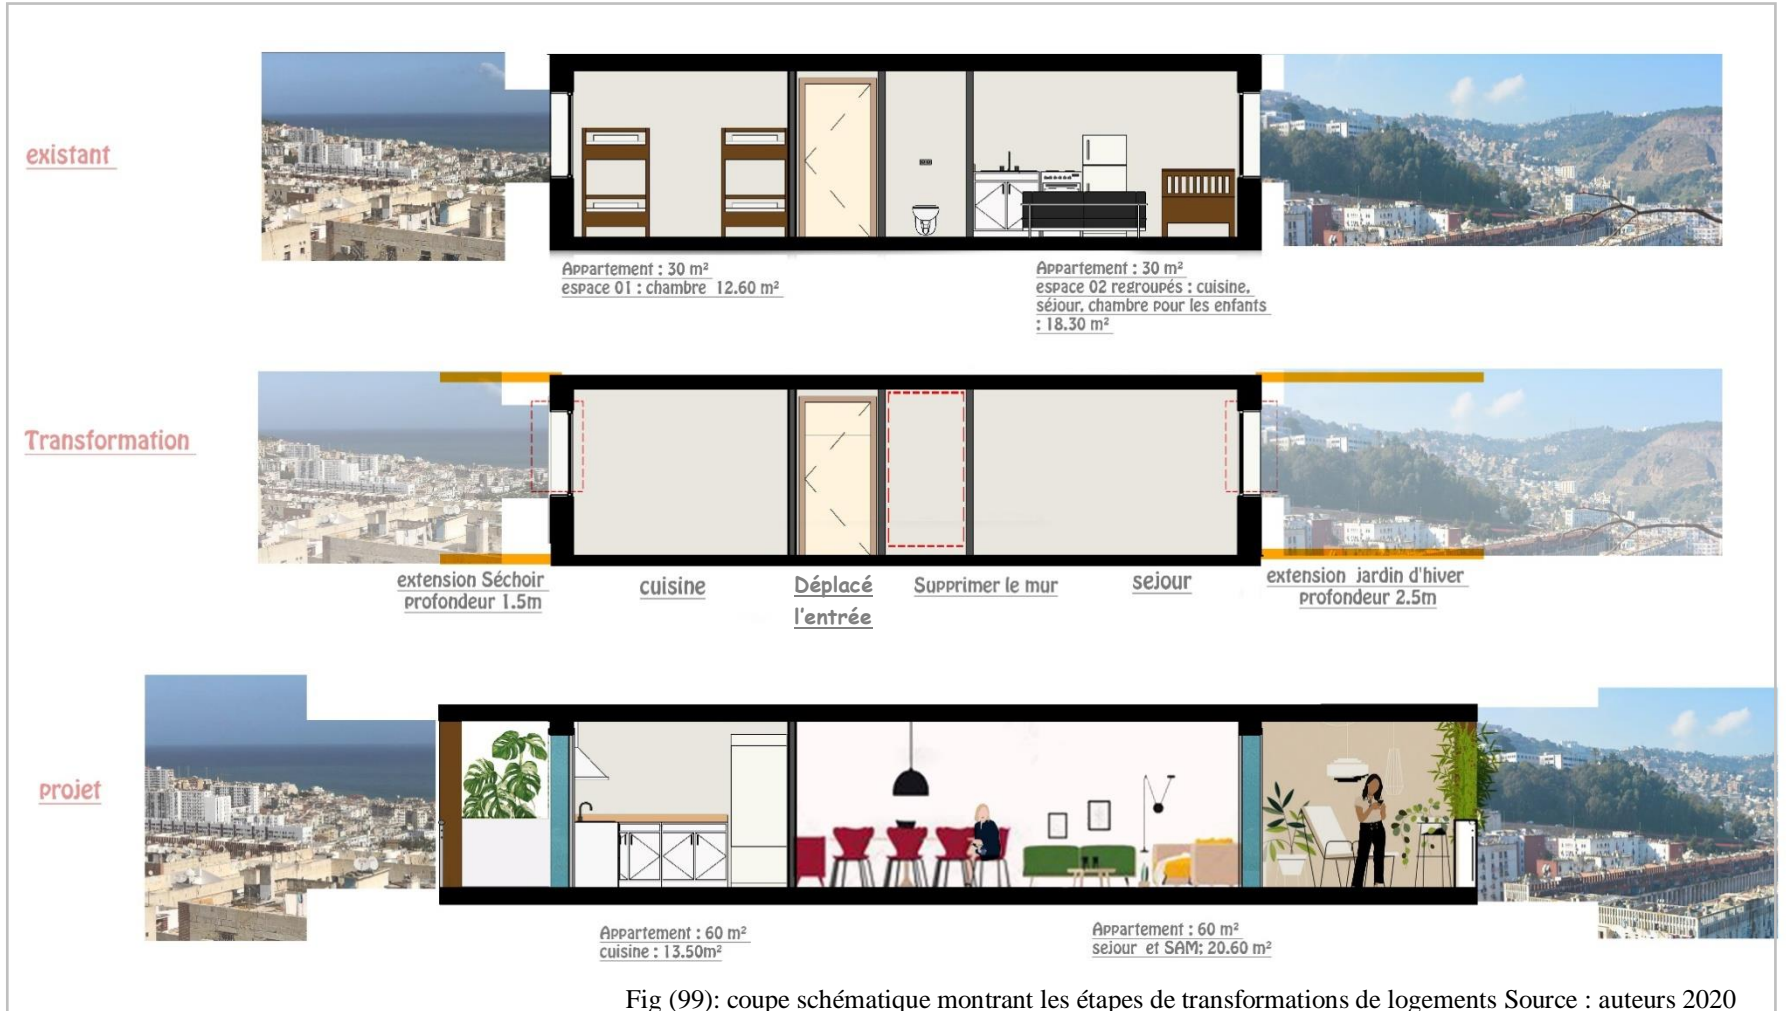 existant
Appartement : 30 m²
espace 01 : chambre 12.60 m²
Appartement : 30 m²
espace 02 regroupés : cuisine,
séjour, chambre pour les enfants
: 18.30 m²
Transformation
extension Séchoir
profondeur 1.5m
cuisine
Déplacé
l'entrée
Supprimer le mur
sejour
extension jardin d'hiver
profondeur 2.5m
projet
Appartement : 60 m²
cuisine : 13.50m²
Appartement : 60 m²
sejour et SAM; 20.60 m²
Fig (99): coupe schématique montrant les étapes de transformations de logements Source : auteurs 2020